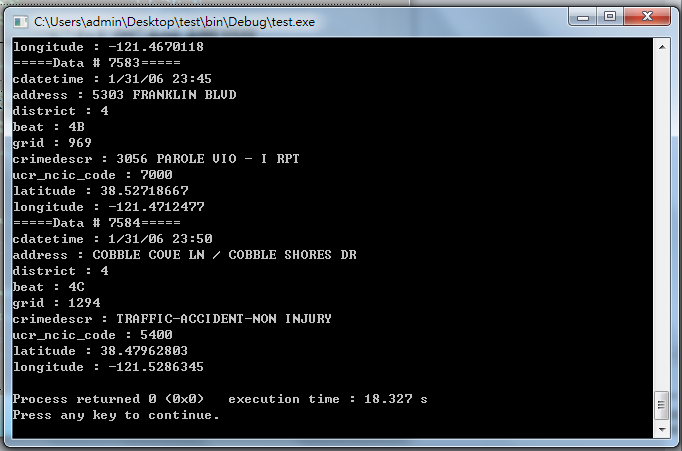 C:\Users\admin\Desktop\test\bin\Debug\test.exe
longitude : -121.4670118
=====Data # 7583=====
cdatetime : 1/31/06 23:45
address : 5303 FRANKLIN BLVD
district : 4
beat : 4B
grid : 969
crimedescr : 3056 PAROLE VIO - I RPT
ucr_ncic_code : 7000
latitude : 38.52718667
longitude : -121.4712477
=====Data # 7584=====
cdatetime : 1/31/06 23:50
address : COBBLE COVE LN / COBBLE SHORES DR
district : 4
beat : 4C
grid : 1294
crimedescr : TRAFFIC-ACCIDENT-NON INJURY
ucr_ncic_code : 5400
latitude : 38.47962803
longitude : -121.5286345
Process returned 0 (0x0)   execution time : 18.327 s
Press any key to continue.